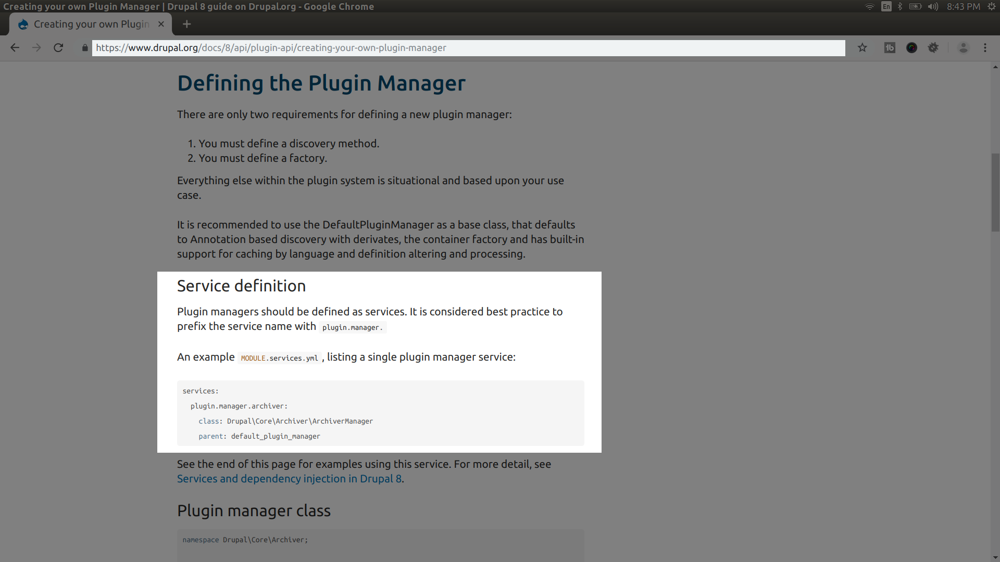 Creating your own Plugin Manager | Drupal 8 guide on Drupal.org - Google Chrome
En
8:43 PM
Creating your own Plugin
https://www.drupal.org/docs/8/api/plugin-api/creating-your-own-plugin-manager
Defining the Plugin Manager
There are only two requirements for defining a new plugin manager:
1. You must define a discovery method.
2. You must define a factory.
Everything else within the plugin system is situational and based upon your use
case.
It is recommended to use the DefaultPluginManager as a base class, that defaults
to Annotation based discovery with derivates, the container factory and has built-in
support for caching by language and definition altering and processing.
Service definition
Plugin managers should be defined as services. It is considered best practice to
prefix the service name with plugin.manager.
An example MODULE.services.yml , listing a single plugin manager service:
services:
  plugin.manager.archiver:
    class: Drupal\Core\Archiver\ArchiverManager
    parent: default_plugin_manager
See the end of this page for examples using this service. For more detail, see
Services and dependency injection in Drupal 8.
Plugin manager class
namespace Drupal\Core\Archiver;